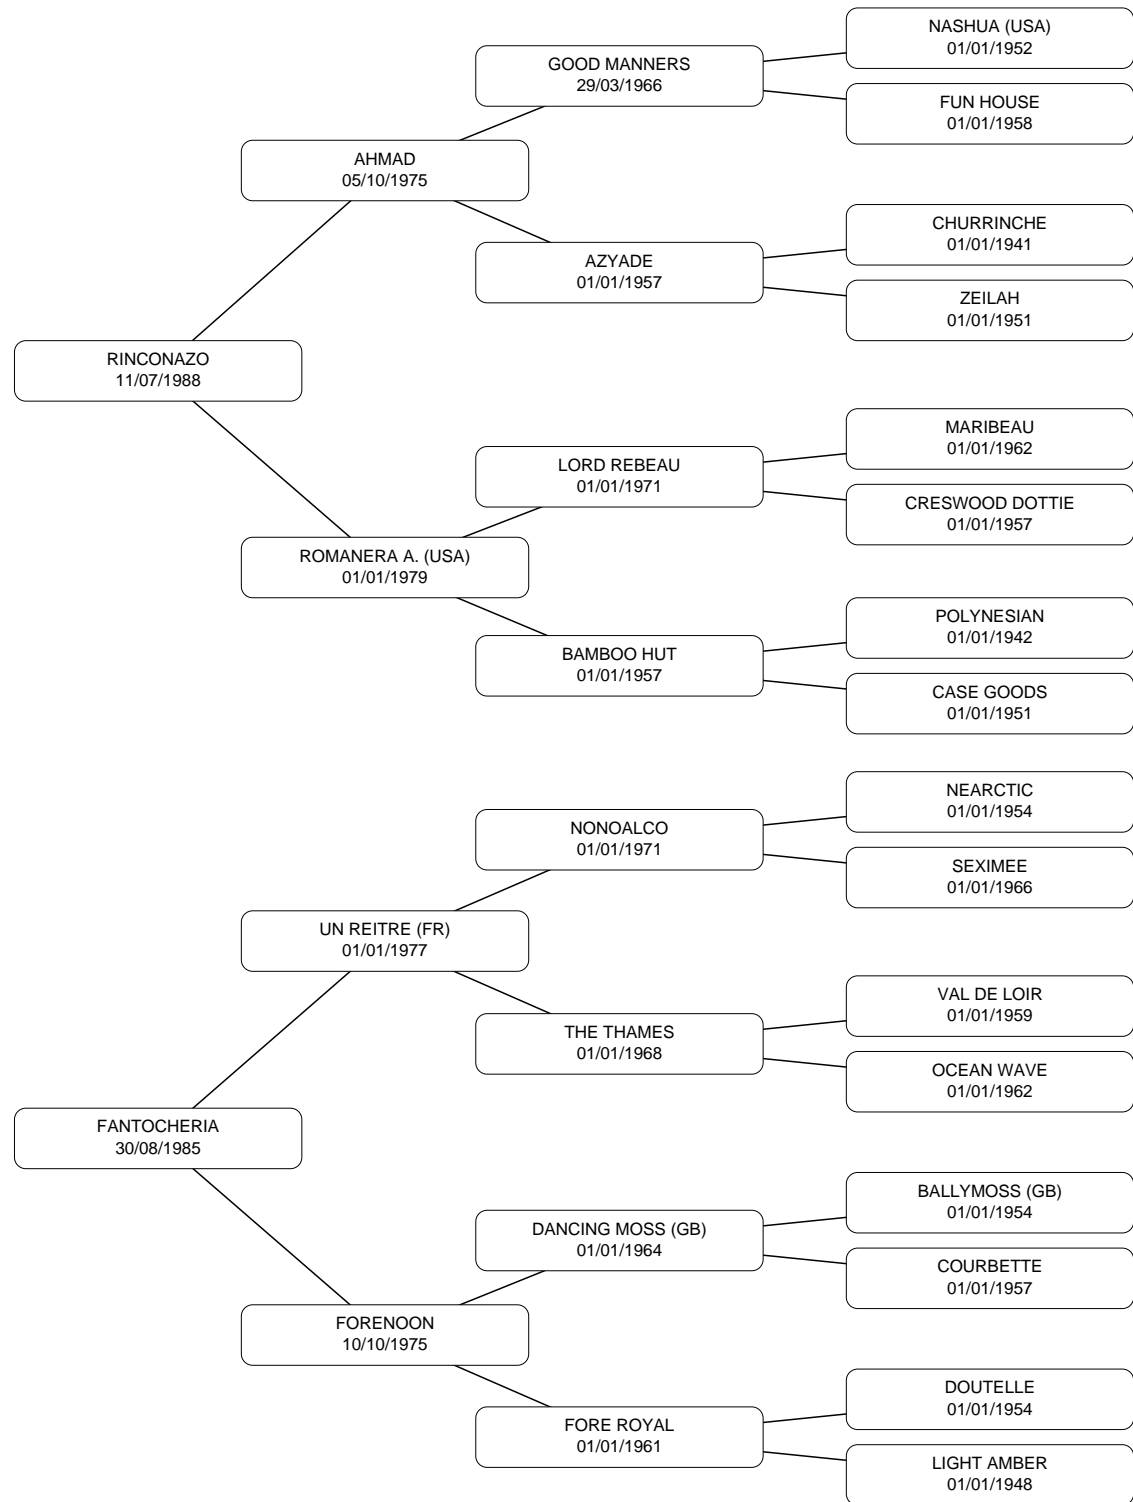 NASHUA (USA)
01/01/1952
GOOD MANNERS
29/03/1966
FUN HOUSE
01/01/1958
AHMAD
05/10/1975
CHURRINCHE
01/01/1941
AZYADE
01/01/1957
ZEILAH
01/01/1951
RINCONAZO
11/07/1988
MARIBEAU
01/01/1962
LORD REBEAU
01/01/1971
CRESWOOD DOTTIE
01/01/1957
ROMANERA A. (USA)
01/01/1979
POLYNESIAN
01/01/1942
BAMBOO HUT
01/01/1957
CASE GOODS
01/01/1951
NEARCTIC
01/01/1954
NONOALCO
01/01/1971
SEXIMEE
01/01/1966
UN REITRE (FR)
01/01/1977
VAL DE LOIR
01/01/1959
THE THAMES
01/01/1968
OCEAN WAVE
01/01/1962
FANTOCHERIA
30/08/1985
BALLYMOSS (GB)
01/01/1954
DANCING MOSS (GB)
01/01/1964
COURBETTE
01/01/1957
FORENOON
10/10/1975
DOUTELLE
01/01/1954
FORE ROYAL
01/01/1961
LIGHT AMBER
01/01/1948